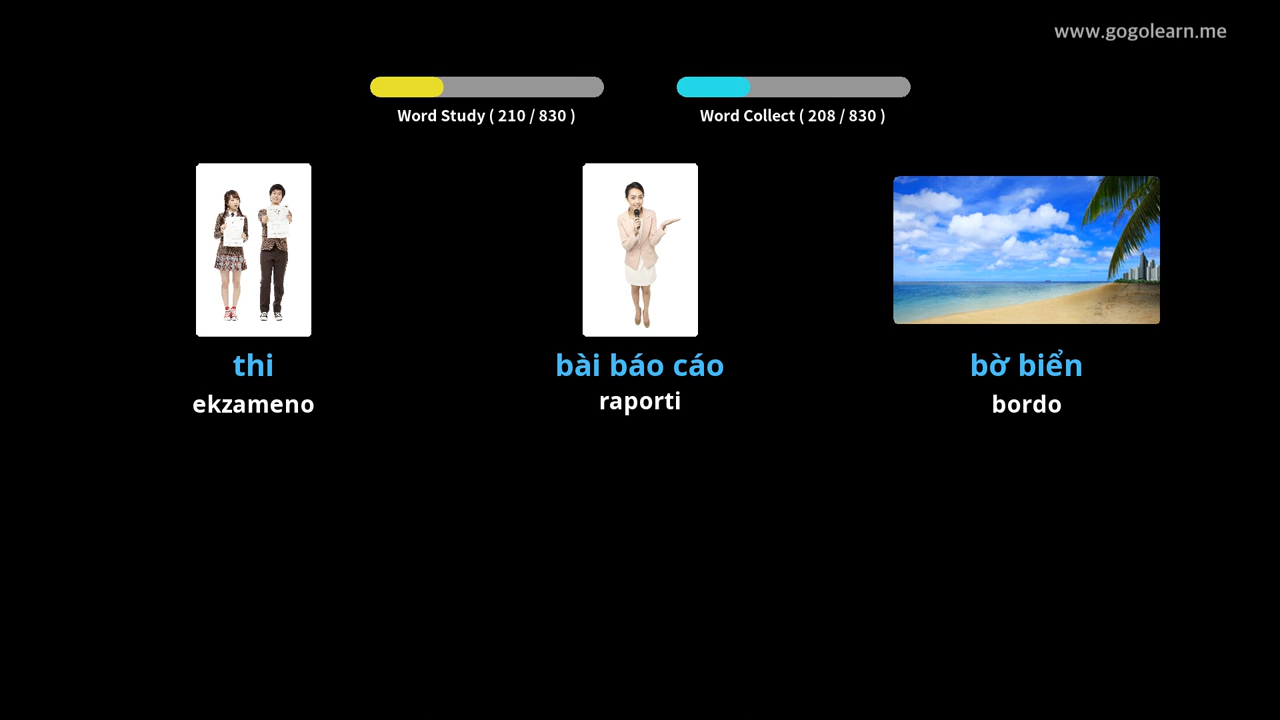 www.gogolearn.me
Word Study ( 210 / 830 )
Word Collect ( 208 / 830 )
thi
ekzameno
bài báo cáo
raporti
bờ biển
bordo